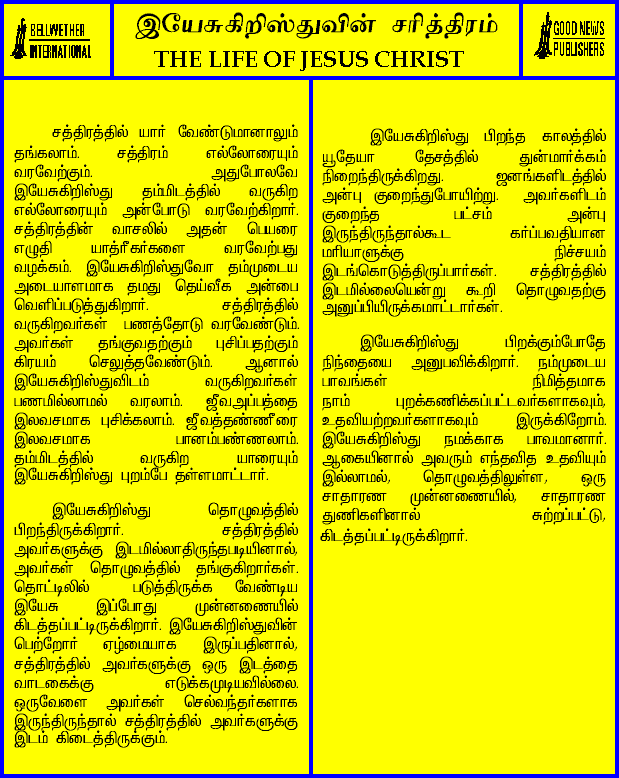 BELLWETHER
INTERNATIONAL
இயேசுகிறிஸ்துவின் சரித்திரம்
THE LIFE OF JESUS CHRIST
GOOD NEWS
PUBLISHERS
சத்திரத்தில் யார் வேண்டுமானாலும்
தங்கலாம். சத்திரம் எல்லோரையும்
வரவேற்கும். அதுபோலவே
இயேசுகிறிஸ்து தம்மிடத்தில் வருகிற
எல்லோரையும் அன்போடு வரவேற்கிறார்.
சத்திரத்தின் வாசலில் அதன் பெயரை
எழுதி யாத்ரீகர்களை வரவேற்பது
வழக்கம். இயேசுகிறிஸ்துவோ தம்முடைய
அடையாளமாக தமது தெய்வீக அன்பை
வெளிப்படுத்துகிறார். சத்திரத்தில்
வருகிறவர்கள் பணத்தோடு வரவேண்டும்.
அவர்கள் தங்குவதற்கும் புசிப்பதற்கும்
கிரயம் செலுத்தவேண்டும். ஆனால்
இயேசுகிறிஸ்துவிடம் வருகிறவர்கள்
பணமில்லாமல் வரலாம். ஜீவஅப்பத்தை
இலவசமாக புசிக்கலாம். ஜீவத்தண்ணீரை
இலவசமாக பானம்பண்ணலாம்.
தம்மிடத்தில் வருகிற யாரையும்
இயேசுகிறிஸ்து புறம்பே தள்ளமாட்டார்.
இயேசுகிறிஸ்து தொழுவத்தில்
பிறந்திருக்கிறார். சத்திரத்தில்
அவர்களுக்கு இடமில்லாதிருந்தபடியினால்,
அவர்கள் தொழுவத்தில் தங்குகிறார்கள்.
தொட்டிலில் படுத்திருக்க வேண்டிய
இயேசு இப்போது முன்னணையில்
கிடத்தப்பட்டிருக்கிறார். இயேசுகிறிஸ்துவின்
பெற்றோர் ஏழ்மையாக இருப்பதினால்,
சத்திரத்தில் அவர்களுக்கு ஒரு இடத்தை
வாடகைக்கு எடுக்கமுடியவில்லை.
ஒருவேளை அவர்கள் செல்வந்தர்களாக
இருந்திருந்தால் சத்திரத்தில் அவர்களுக்கு
இடம் கிடைத்திருக்கும்.
இயேசுகிறிஸ்து பிறந்த காலத்தில்
யூதேயா தேசத்தில் துன்மார்க்கம்
நிறைந்திருக்கிறது. ஜனங்களிடத்தில்
அன்பு குறைந்துபோயிற்று. அவர்களிடம்
குறைந்த பட்சம் அன்பு
இருந்திருந்தால்கூட கர்ப்பவதியான
மரியாளுக்கு நிச்சயம்
இடங்கொடுத்திருப்பார்கள். சத்திரத்தில்
இடமில்லையென்று கூறி தொழுவதற்கு
அனுப்பியிருக்கமாட்டார்கள்.
இயேசுகிறிஸ்து பிறக்கும்போதே
நிந்தையை அனுபவிக்கிறார். நம்முடைய
பாவங்கள் நிமித்தமாக
நாம் புறக்கணிக்கப்பட்டவர்களாகவும்,
உதவியற்றவர்களாகவும் இருக்கிறோம்.
இயேசுகிறிஸ்து நமக்காக பாவமானார்.
ஆகையினால் அவரும் எந்தவித உதவியும்
இல்லாமல், தொழுவத்திலுள்ள, ஒரு
சாதாரண முன்னணையில், சாதாரண
துணிகளினால் சுற்றப்பட்டு,
கிடத்தப்பட்டிருக்கிறார்.